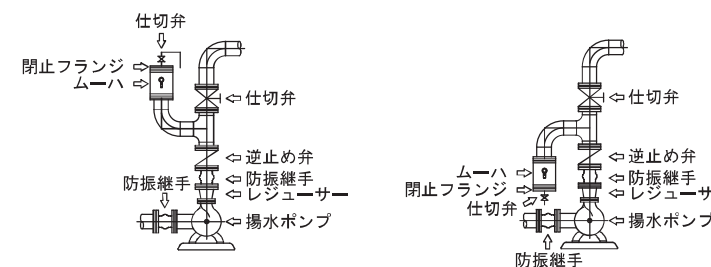 仕切弁
閉止フランジ
ムーハ
仕切弁
逆止め弁
防振継手
防振継手
レジューサー
揚水ポンプ
仕切弁
逆止め弁
ムーハ
防振継手
閉止フランジ
レジューサ
仕切弁
揚水ポンプ
防振継手